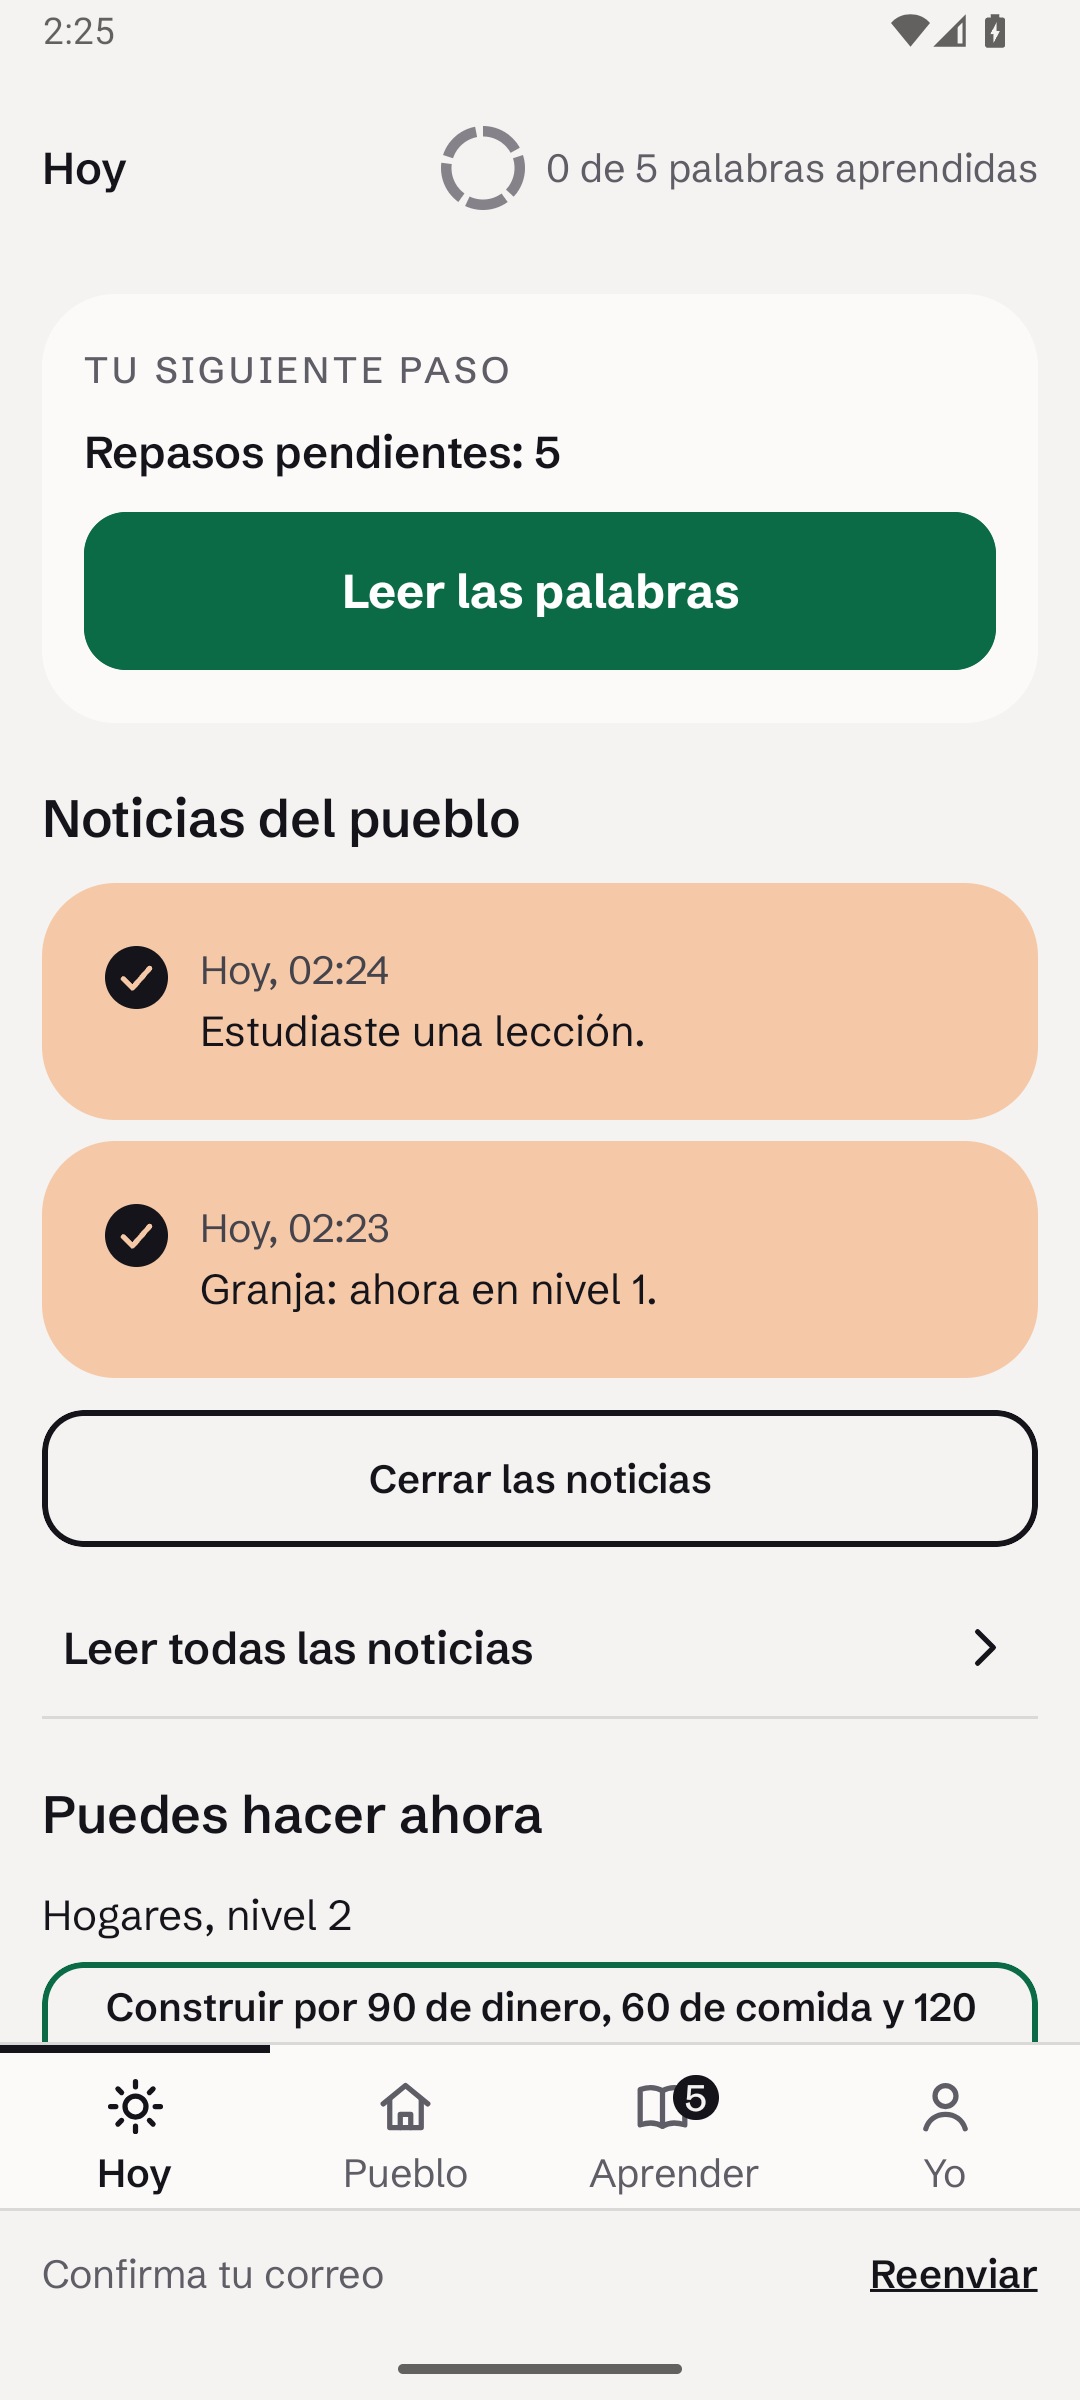 2:25
Hoy
0 de 5 palabras aprendidas
TU SIGUIENTE PASO
Repasos pendientes: 5
Leer las palabras
Noticias del pueblo
Hoy, 02:24
Estudiaste una lección.
Hoy, 02:23
Granja: ahora en nivel 1.
Cerrar las noticias
Leer todas las noticias
Puedes hacer ahora
Hogares, nivel 2
Construir por 90 de dinero, 60 de comida y 120
5
Hoy
Pueblo
Aprender
Yo
Confirma tu correo
Reenviar